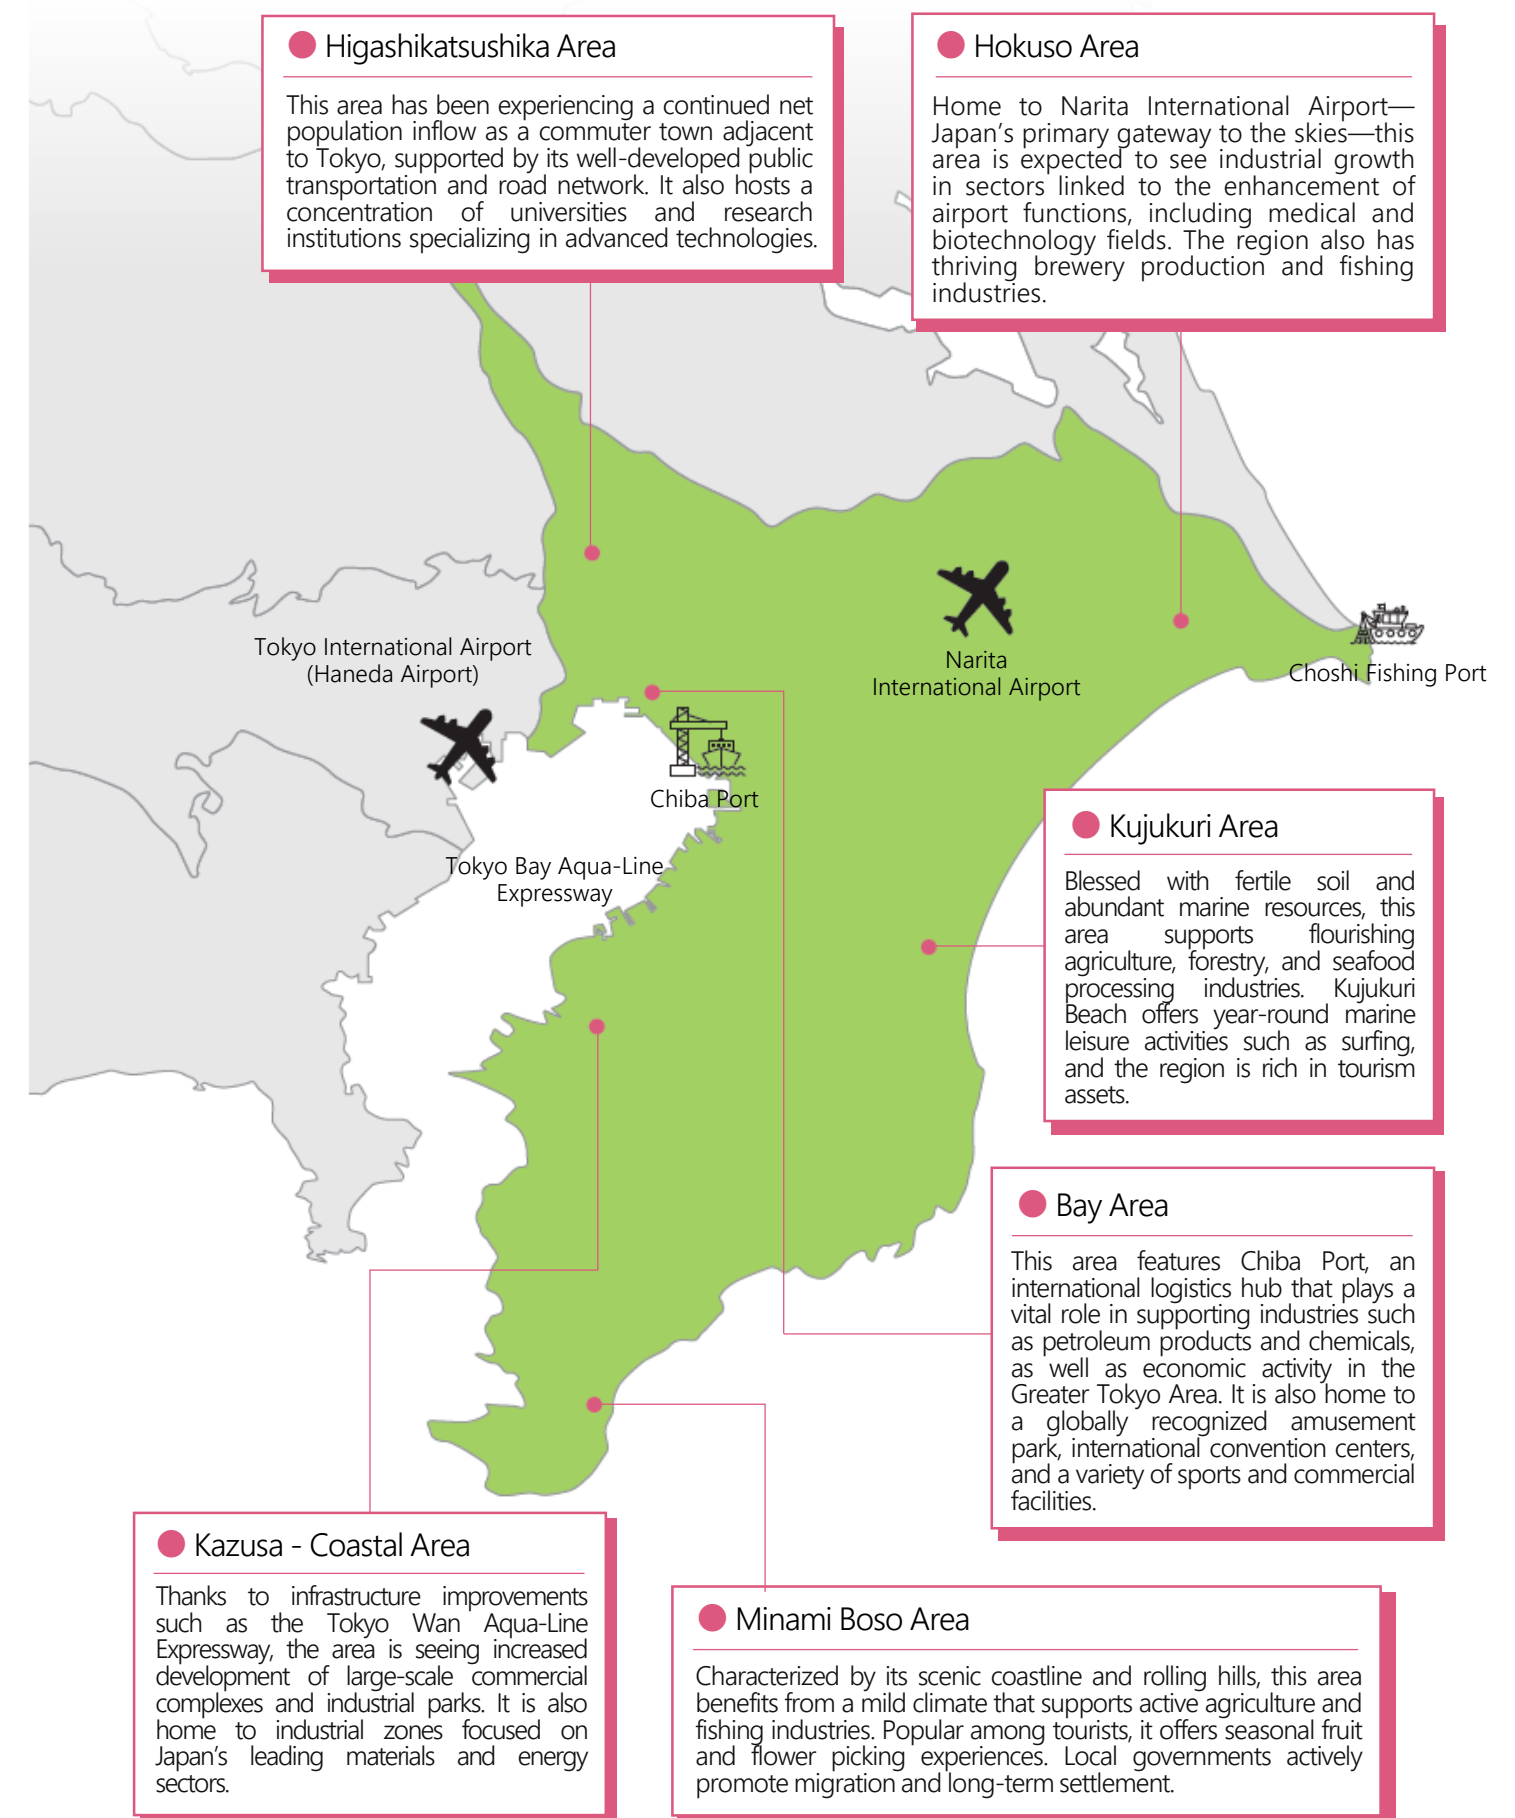 Higashikatsushika Area
This area has been experiencing a continued net
population inflow as a commuter town adjacent
to Tokyo, supported by its well-developed public
transportation and road network. It also hosts a
concentration of universities and research
institutions specializing in advanced technologies.
Hokuso Area
Home to Narita International Airport—
Japan's primary gateway to the skies—this
area is expected to see industrial growth
in sectors linked to the enhancement of
airport functions, including medical and
biotechnology fields. The region also has
thriving brewery production and fishing
industries.
Tokyo International Airport
(Haneda Airport)
Narita
International Airport
Choshi Fishing Port
Chiba Port
Tokyo Bay Aqua-Line
Expressway
Kujukuri Area
Blessed with fertile soil and
abundant marine resources, this
area supports flourishing
agriculture, forestry, and seafood
processing industries. Kujukuri
Beach offers year-round marine
leisure activities such as surfing,
and the region is rich in tourism
assets.
Bay Area
This area features Chiba Port, an
international logistics hub that plays a
vital role in supporting industries such
as petroleum products and chemicals,
as well as economic activity in the
Greater Tokyo Area. It is also home to
a globally recognized amusement
park, international convention centers,
and a variety of sports and commercial
facilities.
Kazusa - Coastal Area
Thanks to infrastructure improvements
such as the Tokyo Wan Aqua-Line
Expressway, the area is seeing increased
development of large-scale commercial
complexes and industrial parks. It is also
home to industrial zones focused on
Japan's leading materials and energy
sectors.
Minami Boso Area
Characterized by its scenic coastline and rolling hills, this area
benefits from a mild climate that supports active agriculture and
fishing industries. Popular among tourists, it offers seasonal fruit
and flower picking experiences. Local governments actively
promote migration and long-term settlement.